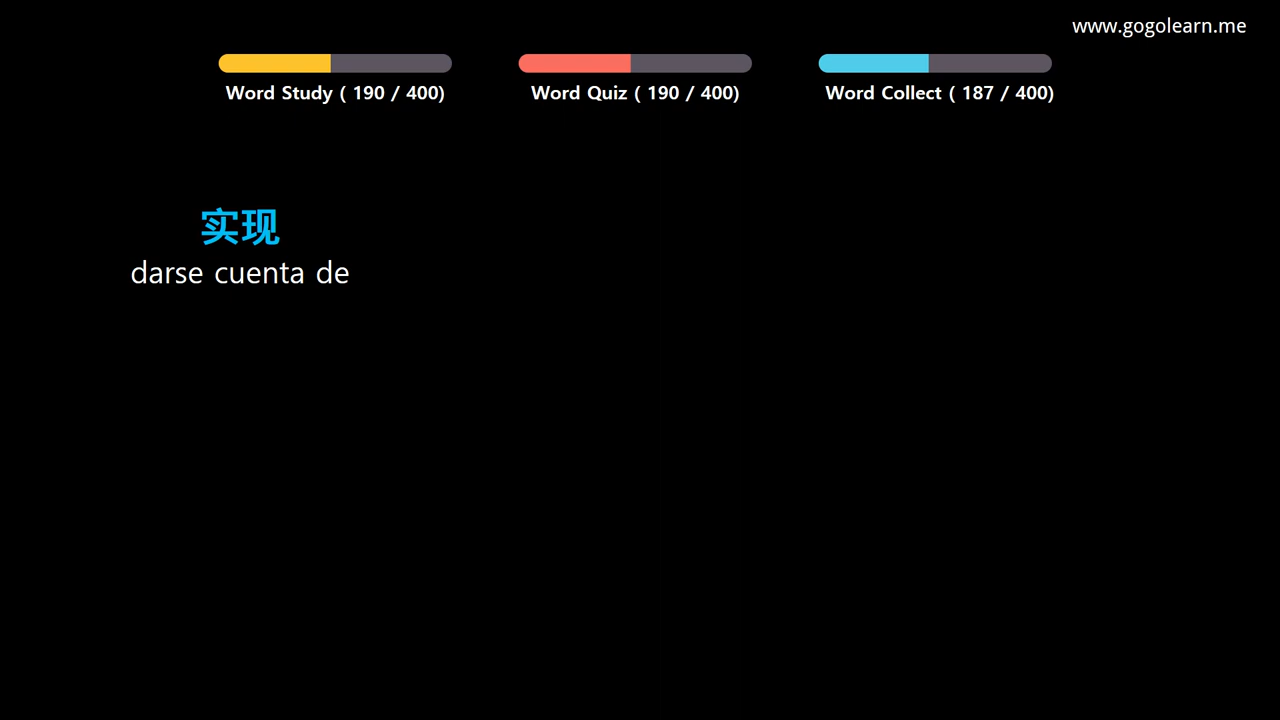 www.gogolearn.me
Word Study ( 190 / 400)
Word Quiz ( 190 / 400)
Word Collect ( 187 / 400)
实现
darse cuenta de